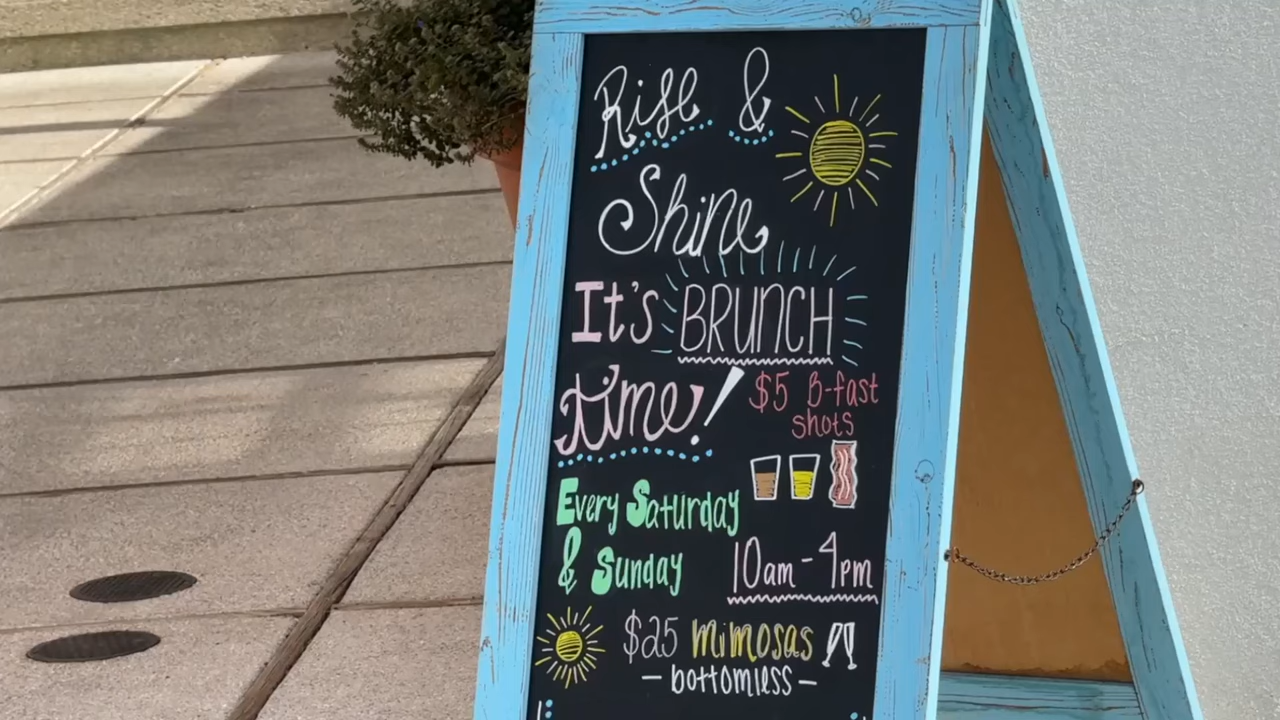 Rise &
Shine
It's BRUNCH
time!
$5 B-fast
shots
Every Saturday
& Sunday
10am-4pm
$25 mimosas
- bottomless -